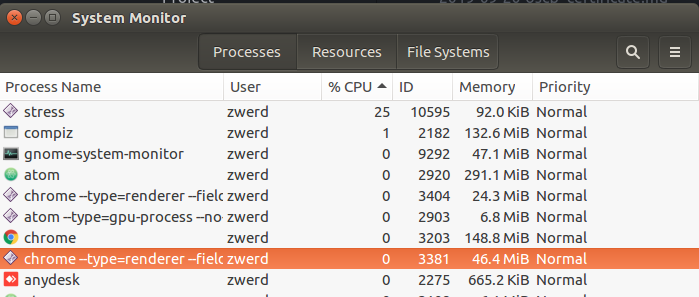 System Monitor
Processes Resources File Systems
Process Name User % CPU ID Memory Priority
stress zwerd 25 10595 92.0 KiB Normal
compiz zwerd 1 2182 132.6 MiB Normal
gnome-system-monitor zwerd 0 9292 47.1 MiB Normal
atom zwerd 0 2920 291.1 MiB Normal
chrome --type=renderer --field zwerd 0 3404 24.3 MiB Normal
atom --type=gpu-process --no- zwerd 0 2903 6.8 MiB Normal
chrome zwerd 0 3203 148.8 MiB Normal
chrome --type=renderer --field zwerd 0 3381 46.4 MiB Normal
anydesk zwerd 0 2275 665.2 KiB Normal